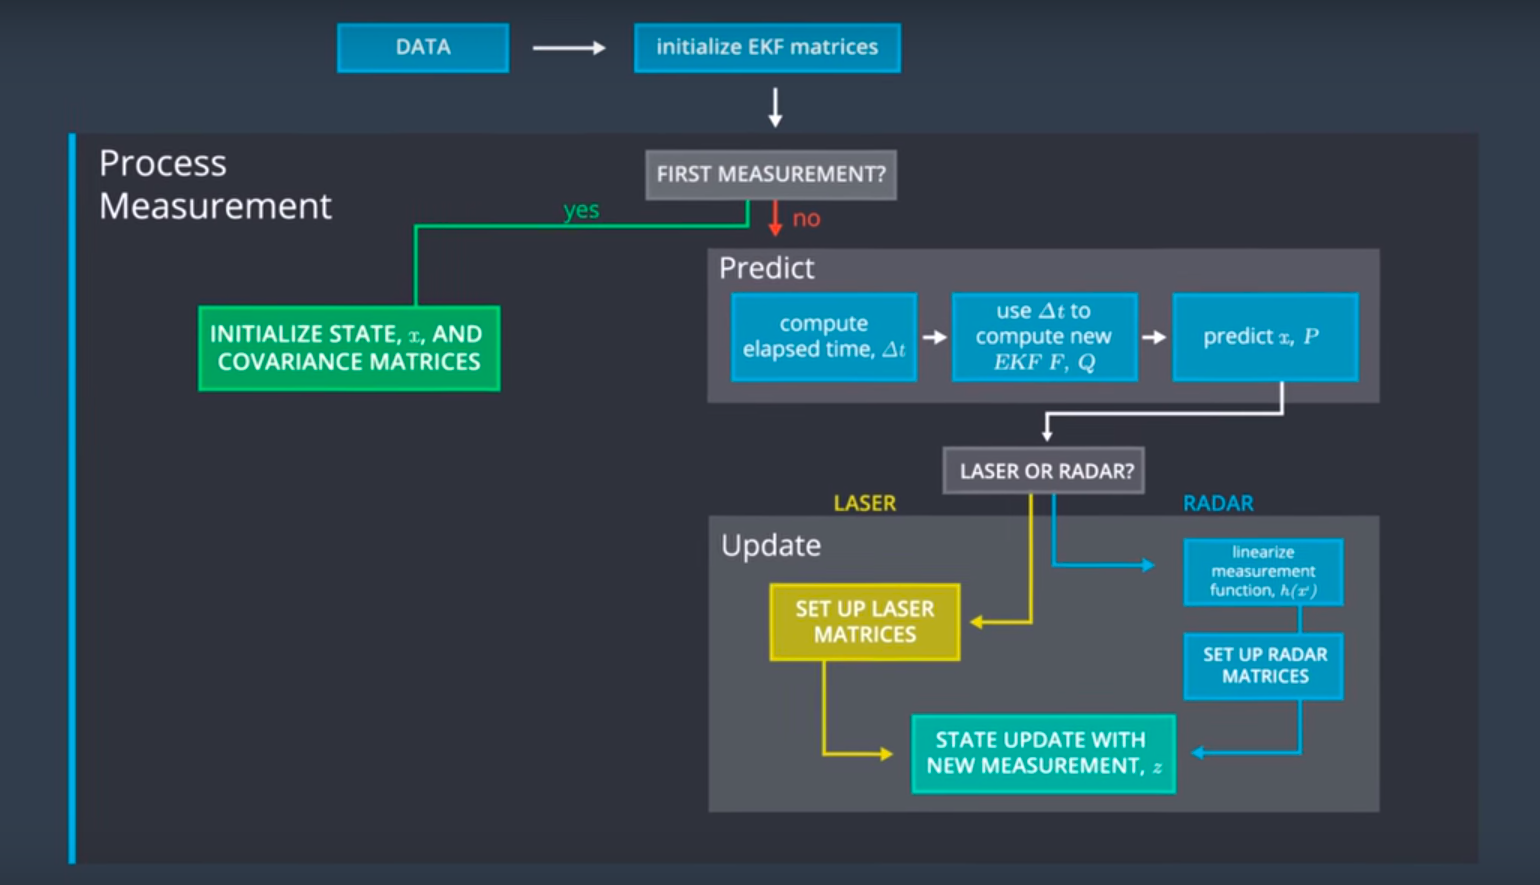 DATA
initialize EKF matrices
Process
Measurement
FIRST MEASUREMENT?
yes
no
INITIALIZE STATE, x, AND
COVARIANCE MATRICES
Predict
compute
elapsed time, Δt
use Δt to
compute new
EKF F, Q
predict x, P
LASER OR RADAR?
LASER
RADAR
Update
SET UP LASER
MATRICES
linearize
measurement
function, h(x')
SET UP RADAR
MATRICES
STATE UPDATE WITH
NEW MEASUREMENT, z